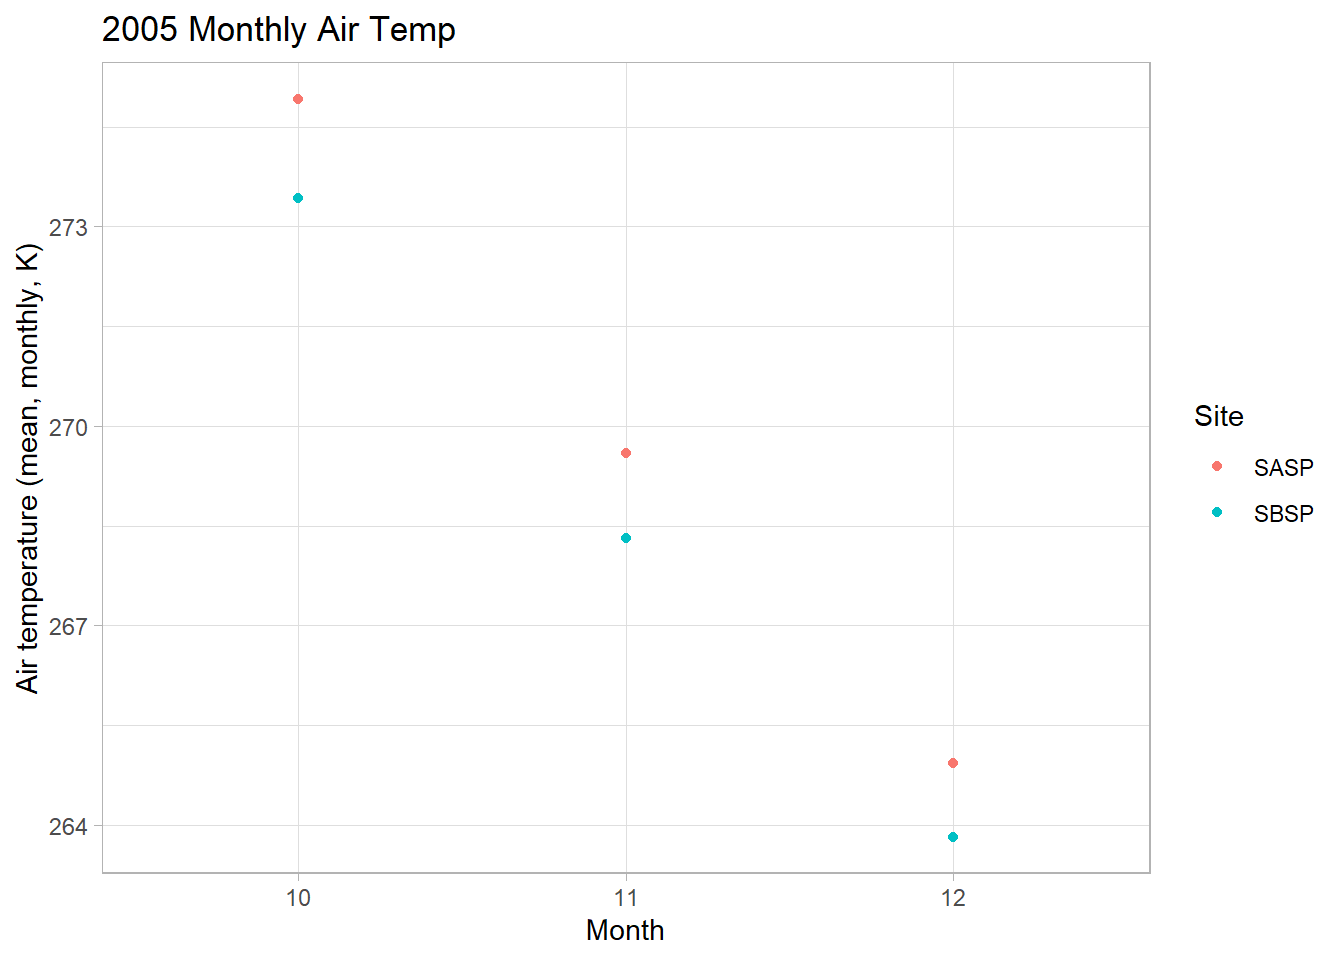 2005 Monthly Air Temp
Air temperature (mean, monthly, K)
273
270
267
264
10 11 12
Month
Site
SASP
SBSP